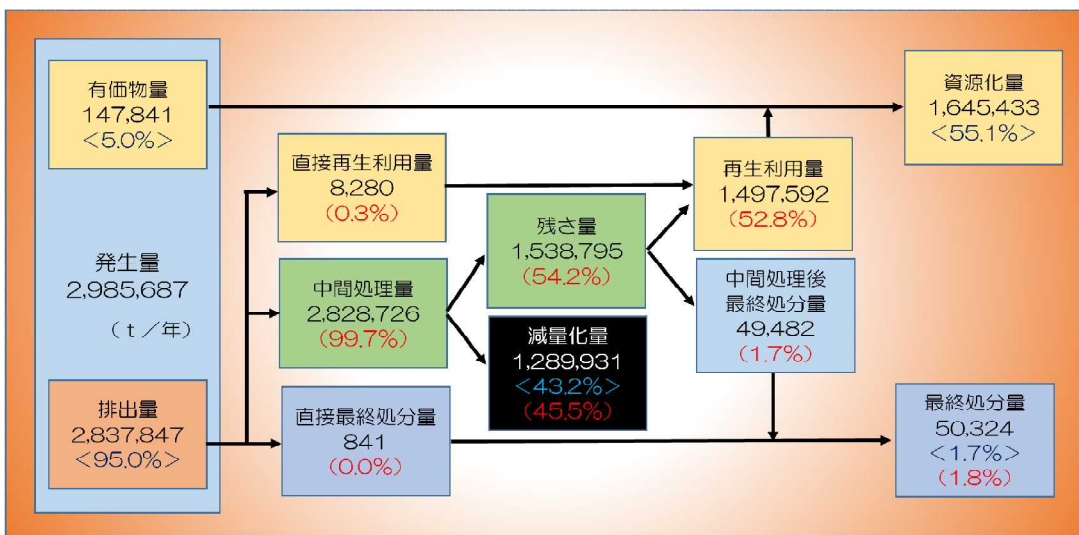 有価物量
147,841
<5.0%>
発生量
2,985,687
（ｔ／年）
排出量
2,837,847
<95.0%>
直接再生利用量
8,280
(0.3%)
中間処理量
2,828,726
(99.7%)
直接最終処分量
841
(0.0%)
残さ量
1,538,795
(54.2%)
減量化量
1,289,931
<43.2%>
(45.5%)
再生利用量
1,497,592
(52.8%)
中間処理後
最終処分量
49,482
(1.7%)
資源化量
1,645,433
<55.1%>
最終処分量
50,324
<1.7%>
(1.8%)